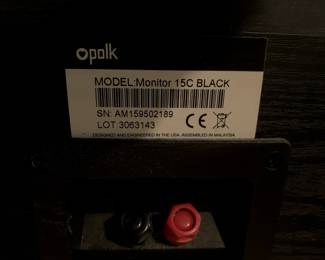 polk
MODEL:Monitor 15C BLACK
SN: AM159502189
LOT:3063143
DESIGNED AND ENGINEERED IN THE USA. ASSEMBLED IN MALAYSIA